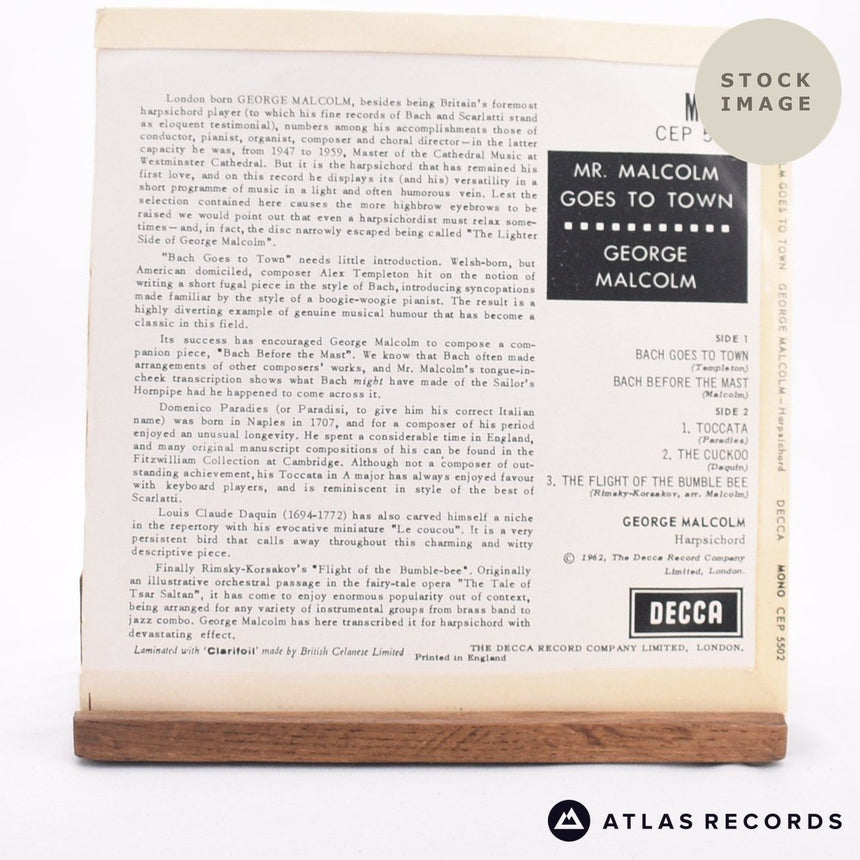 London born GEORGE MALCOLM, besides being Britain's foremost
harpsichord player (to which his fine records of Bach and Scarlatti stand
as eloquent testimonial), numbers among his accomplishments those of
conductor, pianist, organist, composer and choral director—in the latter
capacity he was, from 1947 to 1959, Master of the Cathedral Music at
Westminster Cathedral. But it is the harpsichord that has remained his
first love, and on this record he displays its (and his) versatility in a
short programme of music in a light and often humorous vein. Lest the
selection contained here causes the more highbrow eyebrows to be
raised we would point out that even a harpsichordist must relax some-
times—and, in fact, the disc narrowly escaped being called "The Lighter
Side of George Malcolm".
"Bach Goes to Town" needs little introduction. Welsh-born, but
American domiciled, composer Alex Templeton hit on the notion of
writing a short fugal piece in the style of Bach, introducing syncopations
made familiar by the style of a boogie-woogie pianist. The result is a
highly diverting example of genuine musical humour that has become a
classic in this field.
Its success has encouraged George Malcolm to compose a com-
panion piece, "Bach Before the Mast". We know that Bach often made
arrangements of other composers' works, and Mr. Malcolm's tongue-in-
cheek transcription shows what Bach might have made of the Sailor's
Hornpipe had he happened to come across it.
Domenico Paradies (or Paradisi, to give him his correct Italian
name) was born in Naples in 1707, and for a composer of his period
enjoyed an unusual longevity. He spent a considerable time in England,
and many original manuscript compositions of his can be found in the
Fitzwilliam Collection at Cambridge. Although not a composer of out-
standing achievement, his Toccata in A major has always enjoyed favour
with keyboard players, and is reminiscent in style of the best of
Scarlatti.
Louis Claude Daquin (1694-1772) has also carved himself a niche
in the repertory with his evocative miniature "Le coucou". It is a very
persistent bird that calls away throughout this charming and witty
descriptive piece.
Finally Rimsky-Korsakov's "Flight of the Bumble-bee". Originally
an illustrative orchestral passage in the fairy-tale opera "The Tale of
Tsar Saltan", it has come to enjoy enormous popularity out of context,
being arranged for any variety of instrumental groups from brass band to
jazz combo. George Malcolm has here transcribed it for harpsichord with
devastating effect.
Laminated with 'Clarifoil' made by British Celanese Limited
Printed in England
THE DECCA RECORD COMPANY LIMITED, LONDON.
STOCK
IMAGE
CEP 5
MR. MALCOLM
GOES TO TOWN
GEORGE
MALCOLM
SIDE 1
BACH GOES TO TOWN
(Templeton)
BACH BEFORE THE MAST
(Malcolm)
SIDE 2
1. TOCCATA
(Paradies)
2. THE CUCKOO
(Daquin)
3. THE FLIGHT OF THE BUMBLE BEE
(Rimsky-Korsakov, arr. Malcolm)
GEORGE MALCOLM
Harpsichord
© 1962, The Decca Record Company
Limited, London.
DECCA
GOES TO TOWN GEORGE MALCOLM—Harpsichord DECCA MONO CEP 5502
ATLAS RECORDS